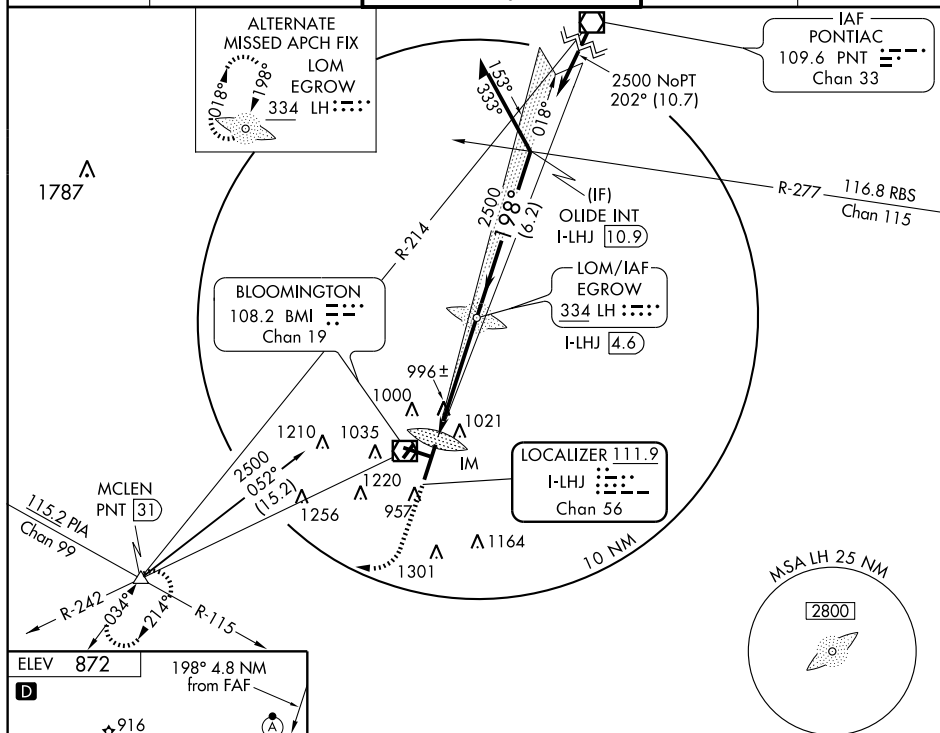 ALTERNATE
MISSED APCH FIX
LOM
EGROW
334 LH
018°
198°
IAF
PONTIAC
109.6 PNT
Chan 33
2500 NoPT
202° (10.7)
153°
333°
018°
1787
R-277
116.8 RBS
Chan 115
2500
198°
(6.2)
(IF)
OLIDE INT
I-LHJ 10.9
R-214
LOM/IAF
EGROW
334 LH
I-LHJ 4.6
BLOOMINGTON
108.2 BMI
Chan 19
996±
1000
1021
1210
1035
IM
2500
052°
(15.2)
1220
1256
957
LOCALIZER 111.9
I-LHJ
Chan 56
MCLEN
PNT 31
115.2 PIA
Chan 99
1164
1301
10 NM
R-242
034°
214°
R-115
MSA LH 25 NM
2800
ELEV 872
198° 4.8 NM
from FAF
D
916
A